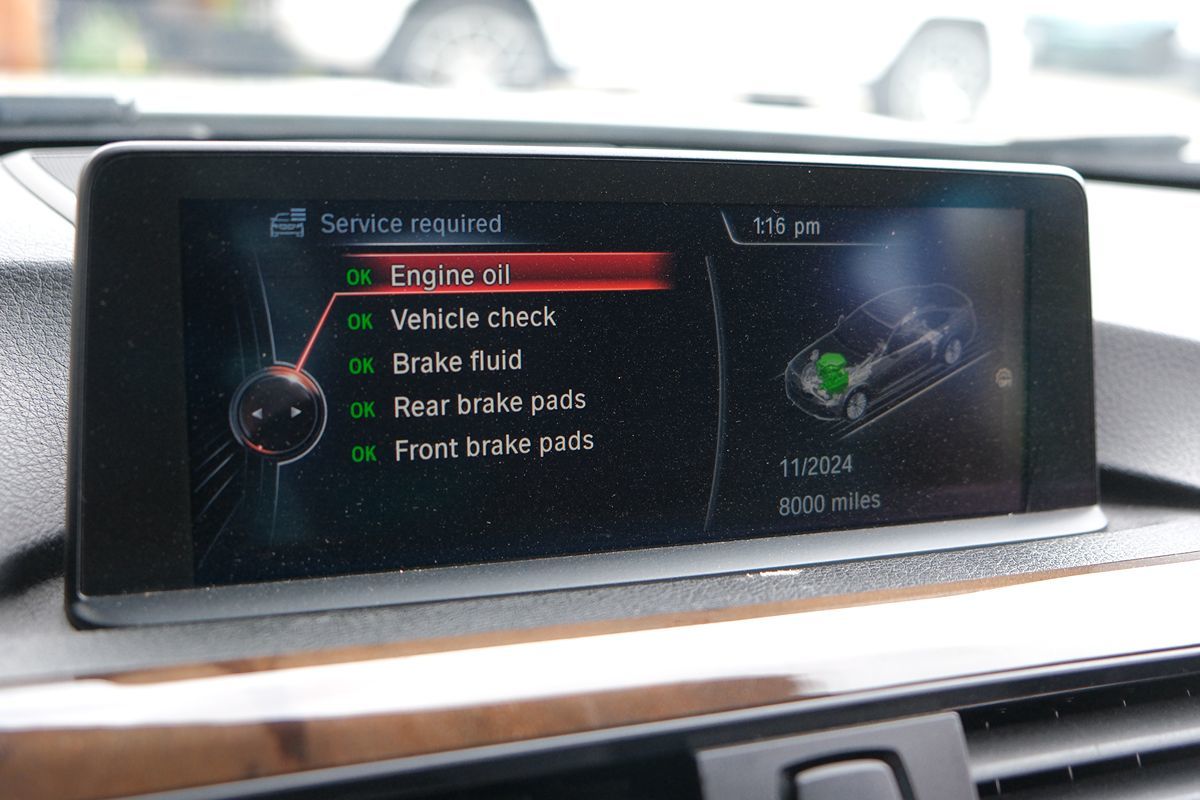 Service required
1:16 pm
OK Engine oil
OK Vehicle check
OK Brake fluid
OK Rear brake pads
OK Front brake pads
11/2024
8000 miles